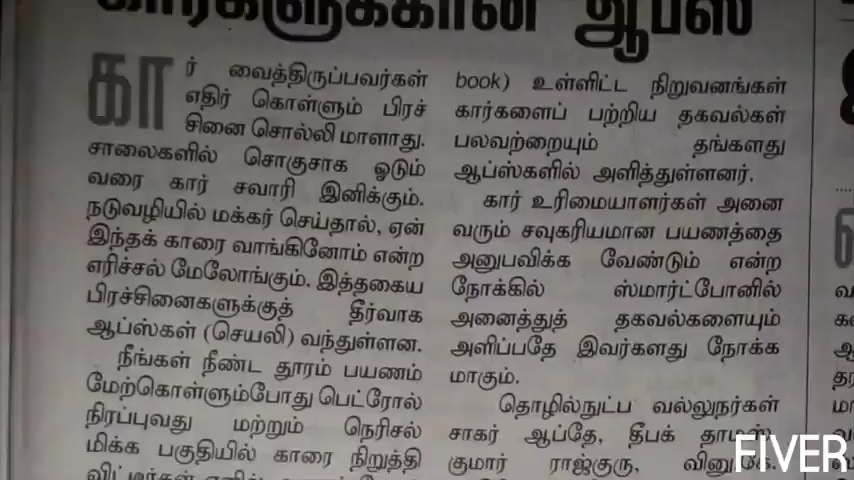 கார்களுக்கான ஆப்ஸ்
கார் வைத்திருப்பவர்கள்
எதிர் கொள்ளும் பிரச்
சினை சொல்லி மாளாது.
சாலைகளில் சொகுசாக ஓடும்
வரை கார் சவாரி இனிக்கும்.
நடுவழியில் மக்கர் செய்தால், ஏன்
இந்தக் காரை வாங்கினோம் என்ற
எரிச்சல் மேலோங்கும். இத்தகைய
பிரச்சினைகளுக்குத் தீர்வாக
ஆப்ஸ்கள் (செயலி) வந்துள்ளன.
நீங்கள் நீண்ட தூரம் பயணம்
மேற்கொள்ளும்போது பெட்ரோல்
நிரப்புவது மற்றும் நெரிசல்
மிக்க பகுதியில் காரை நிறுத்தி
book) உள்ளிட்ட நிறுவனங்கள்
கார்களைப் பற்றிய தகவல்கள்
பலவற்றையும் தங்களது
ஆப்ஸ்களில் அளித்துள்ளனர்.
கார் உரிமையாளர்கள் அனை
வரும் சவுகரியமான பயணத்தை
அனுபவிக்க வேண்டும் என்ற
நோக்கில் ஸ்மார்ட்போனில்
அனைத்துத் தகவல்களையும்
அளிப்பதே இவர்களது நோக்க
மாகும்.
தொழில்நுட்ப வல்லுநர்கள்
சாகர் ஆப்தே, தீபக் தாமஸ்,
குமார் ராஜ்குரு,
FIVER